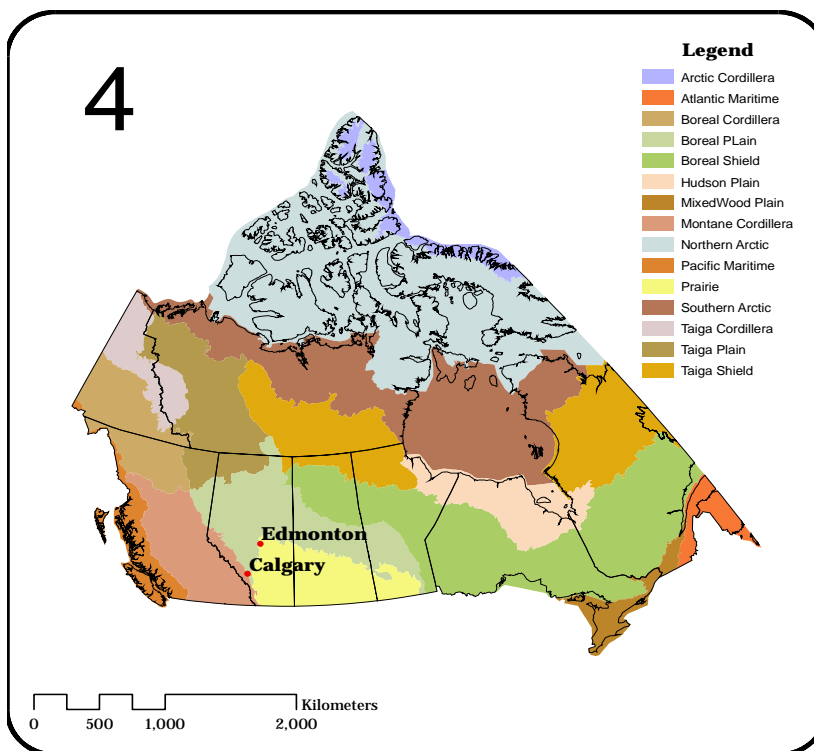 4
Legend
Arctic Cordillera
Atlantic Maritime
Boreal Cordillera
Boreal PLain
Boreal Shield
Hudson Plain
MixedWood Plain
Montane Cordillera
Northern Arctic
Pacific Maritime
Prairie
Southern Arctic
Taiga Cordillera
Taiga Plain
Taiga Shield
Edmonton
Calgary
Kilometers
0 500 1,000 2,000